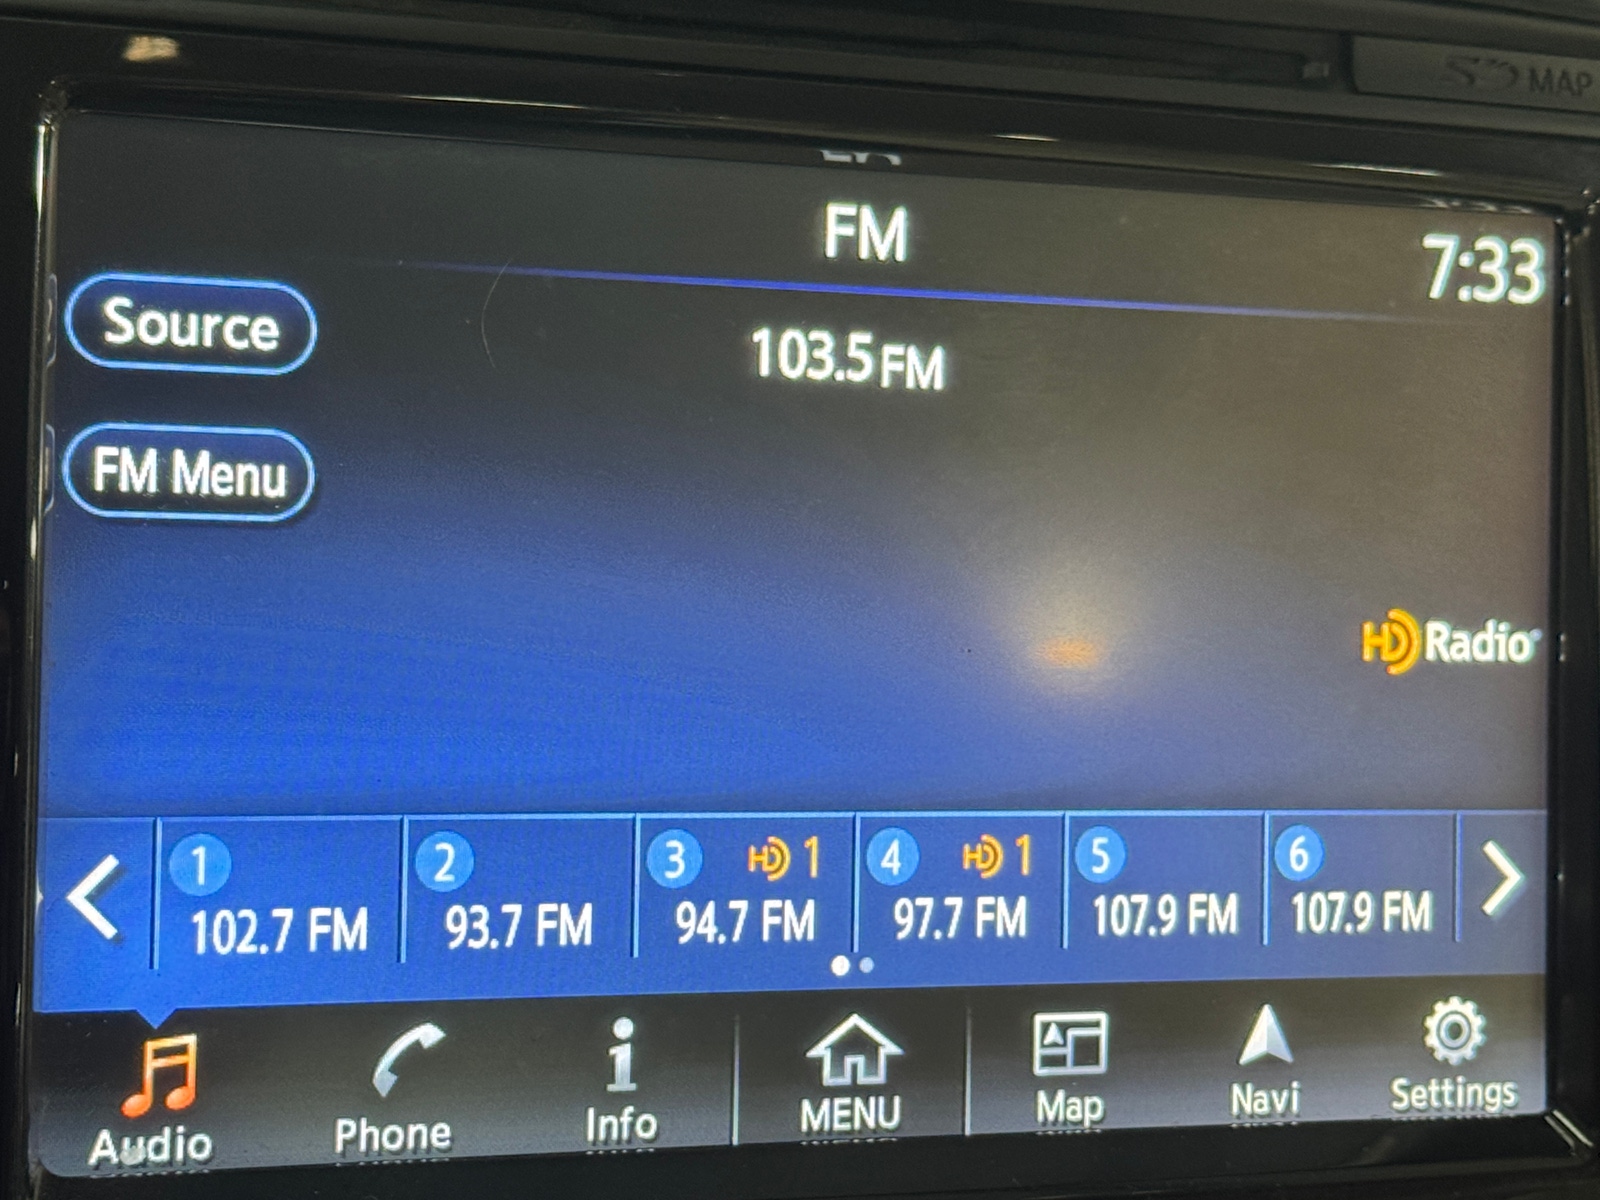 MAP
FM
7:33
Source
103.5 FM
FM Menu
HD Radio
1
102.7 FM
2
93.7 FM
3 HD 1
94.7 FM
4 HD 1
97.7 FM
5
107.9 FM
6
107.9 FM
Audio
Phone
Info
MENU
Map
Navi
Settings